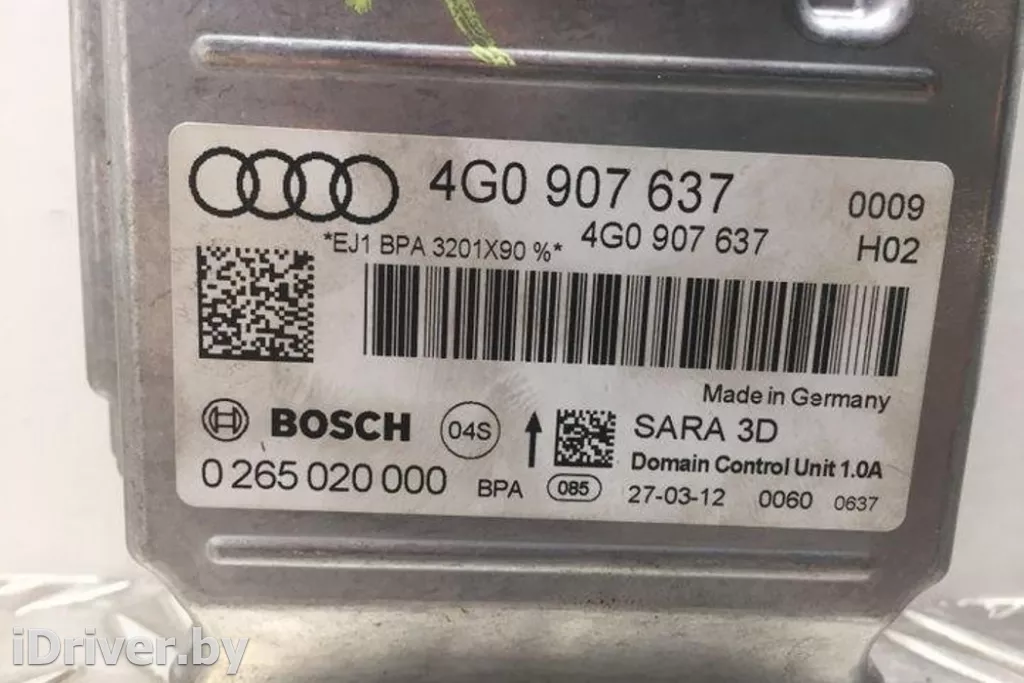 4G0 907 637 0009
*EJ1 BPA 3201X90 %* 4G0 907 637 H02
Made in Germany
BOSCH 04S SARA 3D
Domain Control Unit 1.0A
0 265 020 000 BPA 085 27-03-12 0060 0637
iDriver.by